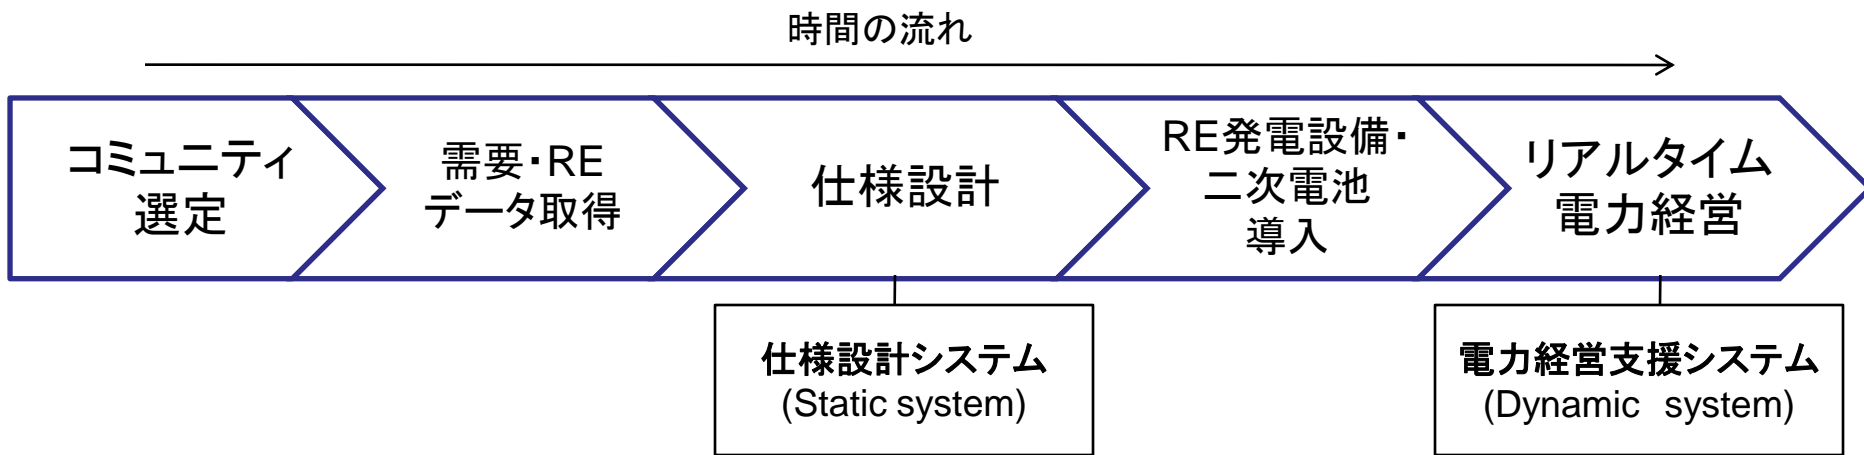 時間の流れ
コミュニティ
選定
需要・RE
データ取得
仕様設計
RE発電設備・
二次電池
導入
リアルタイム
電力経営
仕様設計システム
(Static system)
電力経営支援システム
(Dynamic system)